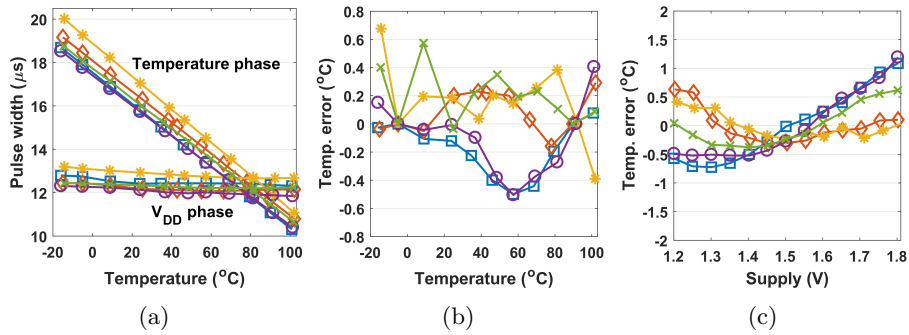 20
18
16
14
12
10
-20 0 20 40 60 80 100
Pulse width (μs)
Temperature (°C)
Temperature phase
V_DD phase
(a)
0.8
0.6
0.4
0.2
0
-0.2
-0.4
-0.6
-0.8
-20 0 20 40 60 80 100
Temp. error (°C)
Temperature (°C)
(b)
2
1.5
1
0.5
0
-0.5
-1
-1.5
-2
1.2 1.3 1.4 1.5 1.6 1.7 1.8
Temp. error (°C)
Supply (V)
(c)